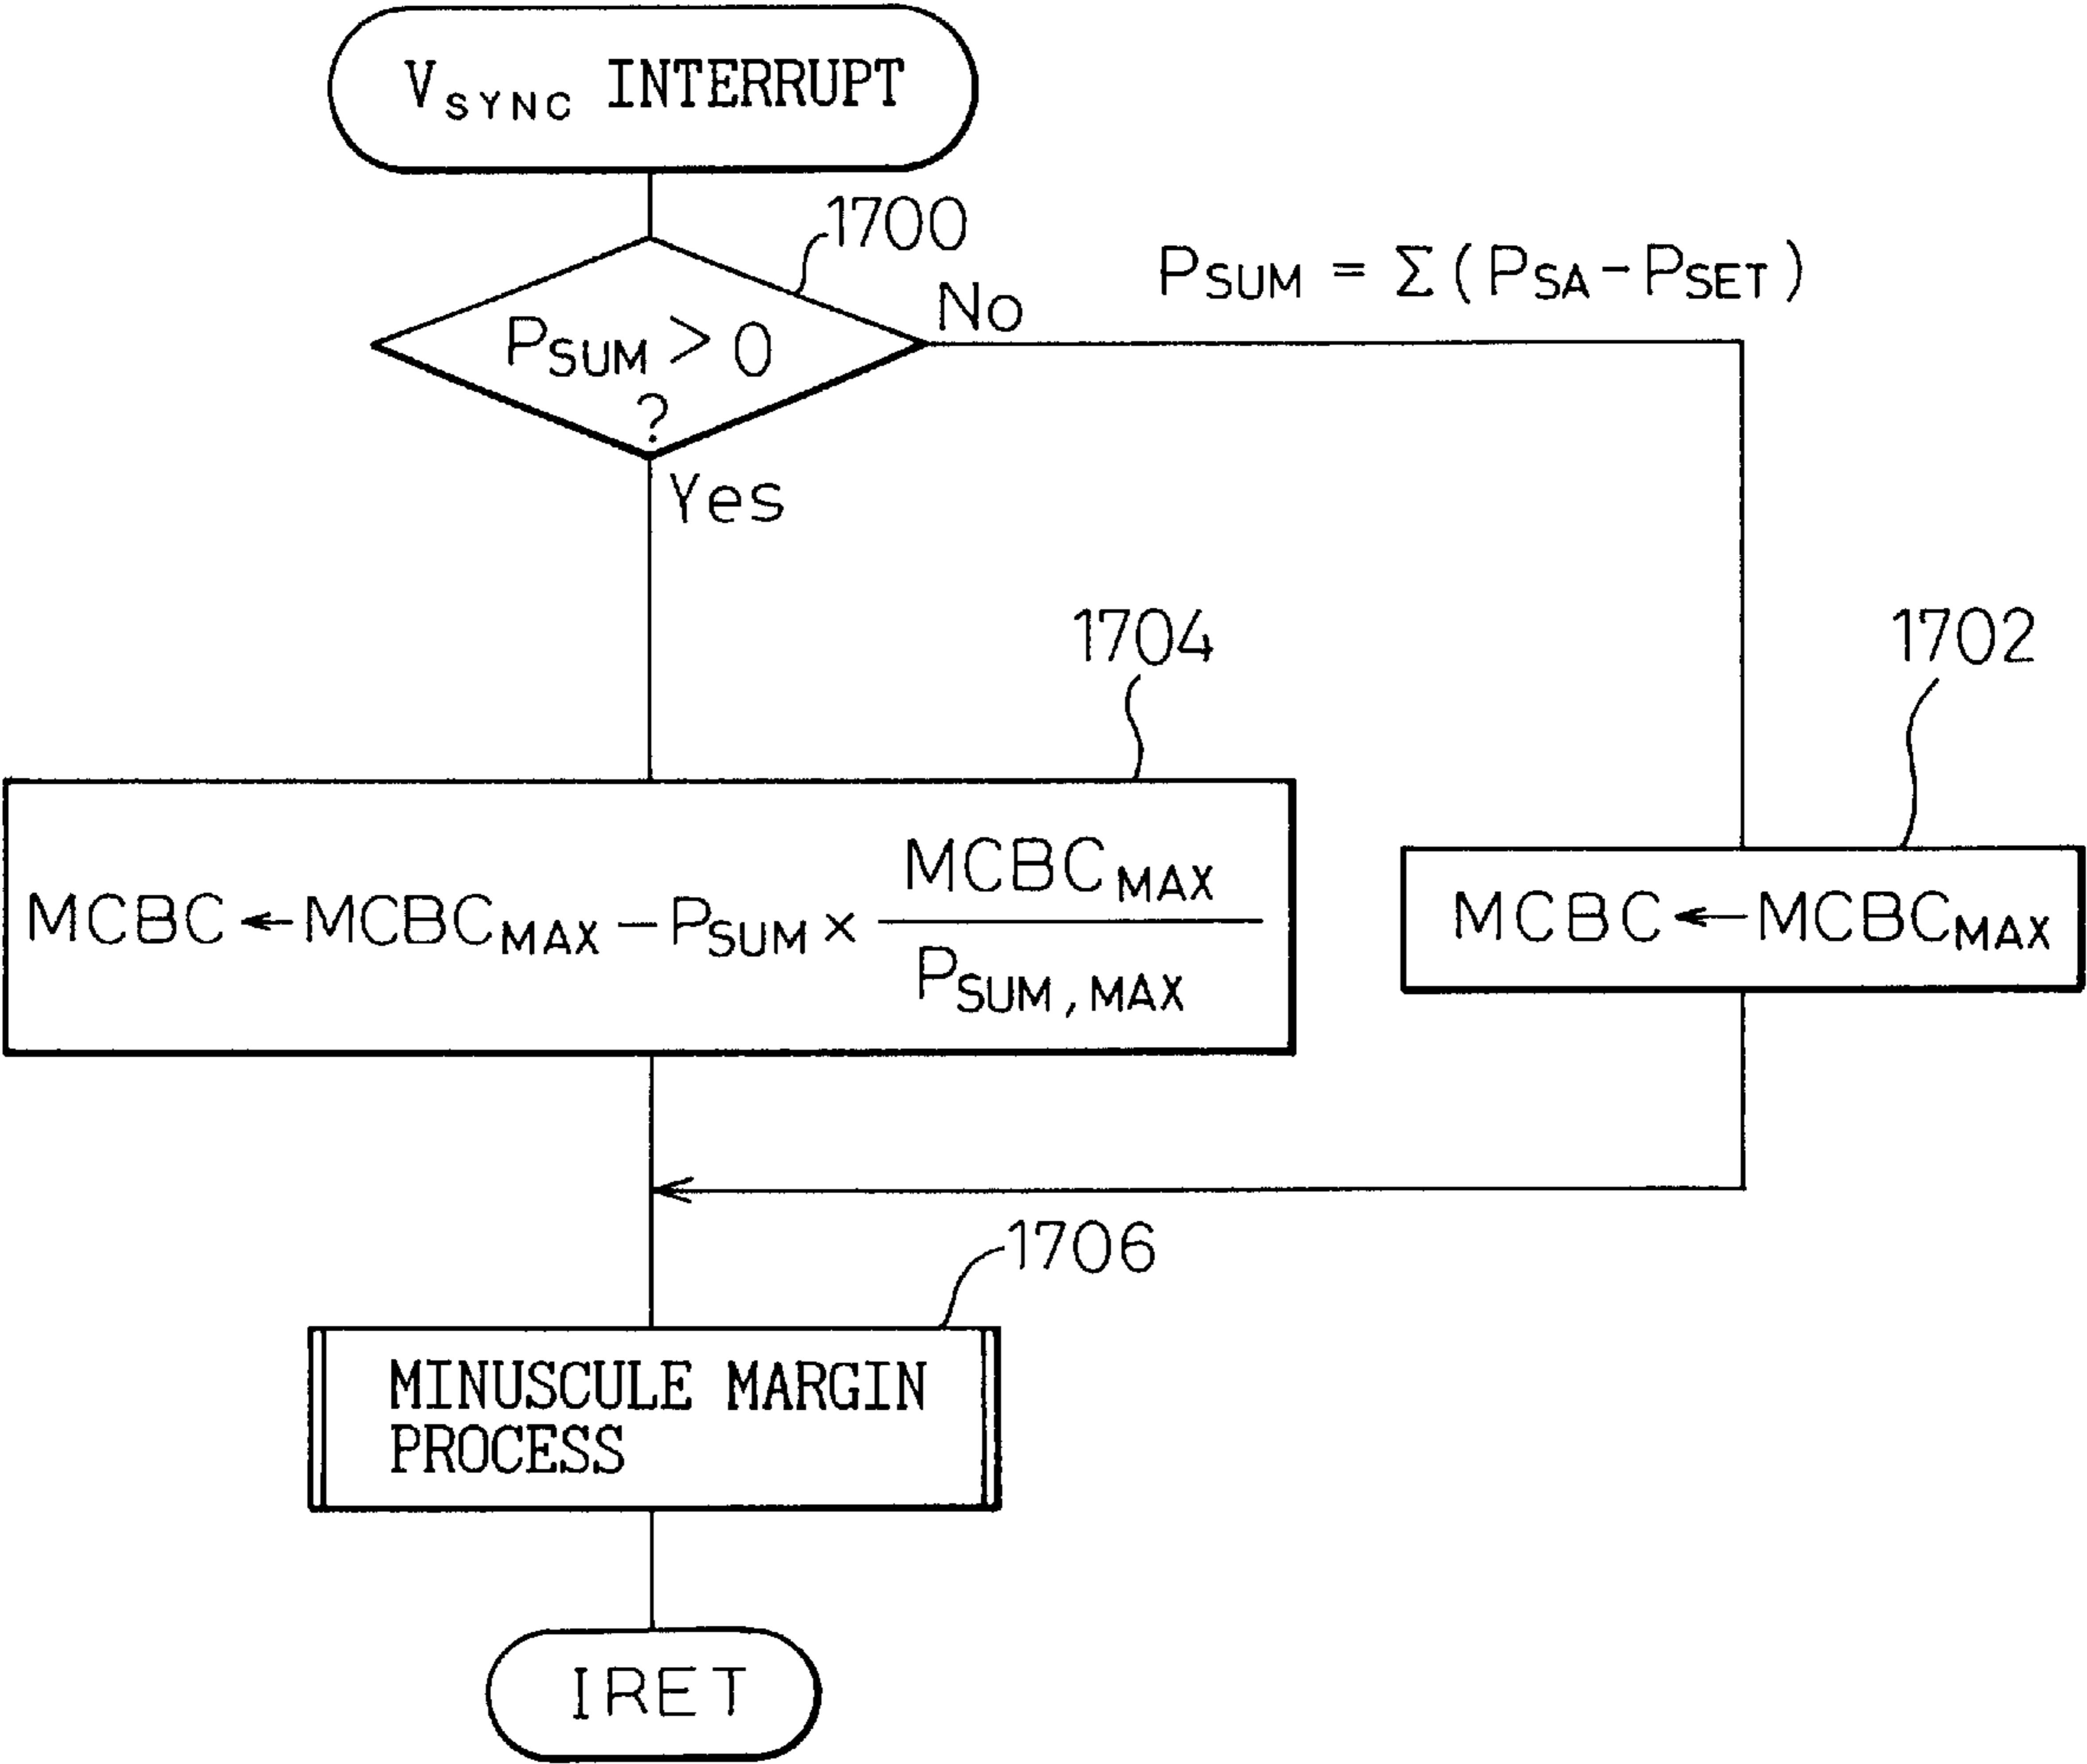 VSYNC INTERRUPT
1700
PSUM = Σ(PSA-PSET)
No
PSUM > 0
?
Yes
1704
1702
MCBC ← MCBCMAX - PSUM × MCBCMAX / PSUM,MAX
MCBC ← MCBCMAX
1706
MINUSCULE MARGIN
PROCESS
IRET